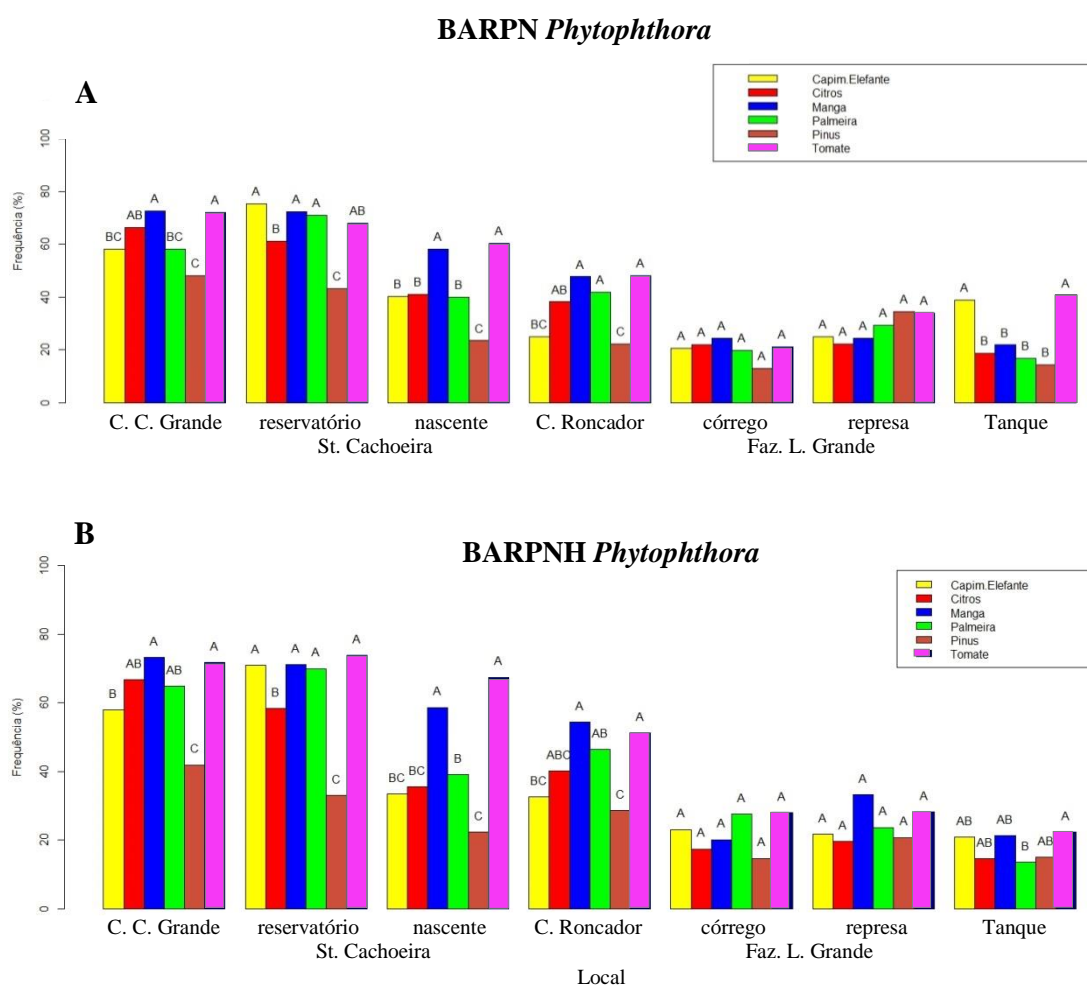 BARPN Phytophthora
A
Capim.Elefante
Citros
Manga
Palmeira
Pinus
Tomate
Frequência (%)
0 20 40 60 80 100
BC AB A BC C A
A B A A C AB
B B A B C A
BC AB A A C A
A A A A A A
A A A A A A
A B B B B A
C. C. Grande reservatório nascente C. Roncador córrego represa Tanque
St. Cachoeira Faz. L. Grande
B
BARPNH Phytophthora
Capim.Elefante
Citros
Manga
Palmeira
Pinus
Tomate
Frequência (%)
0 20 40 60 80 100
B AB A AB C A
A B A A C A
BC BC A B C A
BC ABC A AB C A
A A A A A A
A A A A A A
AB AB AB B AB A
C. C. Grande reservatório nascente C. Roncador córrego represa Tanque
St. Cachoeira Faz. L. Grande
Local